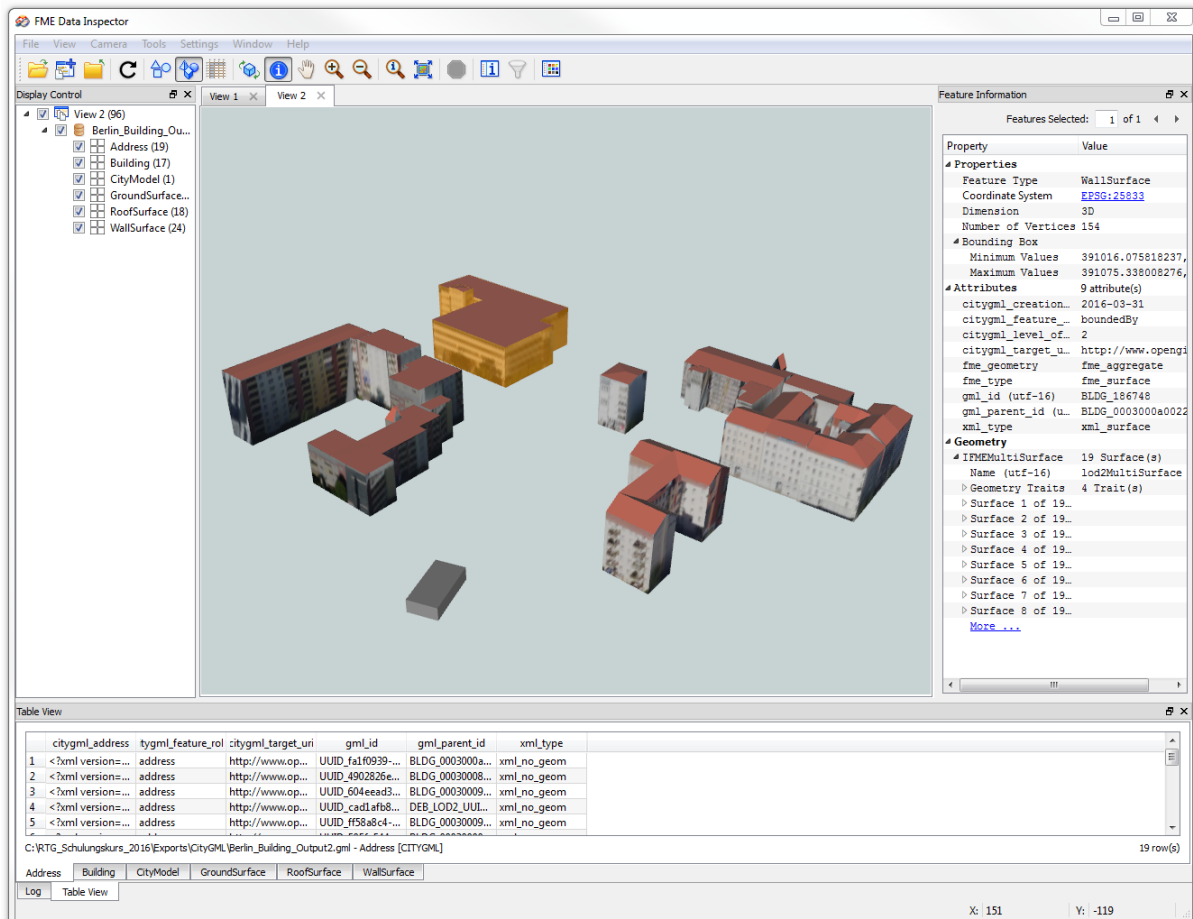 FME Data Inspector
File View Camera Tools Settings Window Help
Display Control
View 2 (96)
Berlin_Building_Ou...
Address (19)
Building (17)
CityModel (1)
GroundSurface...
RoofSurface (18)
WallSurface (24)
View 1
View 2
Feature Information
Features Selected: 1 of 1
Property Value
Properties
Feature Type WallSurface
Coordinate System EPSG:25833
Dimension 3D
Number of Vertices 154
Bounding Box
Minimum Values 391016.075818237,
Maximum Values 391075.338008276,
Attributes 9 attribute(s)
citygml_creation... 2016-03-31
citygml_feature_... boundedBy
citygml_level_of... 2
citygml_target_u... http://www.opengi
fme_geometry fme_aggregate
fme_type fme_surface
gml_id (utf-16) BLDG_186748
gml_parent_id (u... BLDG_0003000a0022
xml_type xml_surface
Geometry
IFMEMultiSurface 19 Surface(s)
Name (utf-16) lod2MultiSurface
Geometry Traits 4 Trait(s)
Surface 1 of 19...
Surface 2 of 19...
Surface 3 of 19...
Surface 4 of 19...
Surface 5 of 19...
Surface 6 of 19...
Surface 7 of 19...
Surface 8 of 19...
More ...
Table View
citygml_address tygml_feature_rol citygml_target_uri gml_id gml_parent_id xml_type
1 <?xml version=... address http://www.op... UUID_fa1f0939-... BLDG_0003000a... xml_no_geom
2 <?xml version=... address http://www.op... UUID_4902826e... BLDG_00030008... xml_no_geom
3 <?xml version=... address http://www.op... UUID_604eead3... BLDG_00030009... xml_no_geom
4 <?xml version=... address http://www.op... UUID_cad1afb8... DEB_LOD2_UUI... xml_no_geom
5 <?xml version=... address http://www.op... UUID_ff58a8c4-... BLDG_00030009... xml_no_geom
C:\RTG_Schulungskurs_2016\Exports\CityGML\Berlin_Building_Output2.gml - Address [CITYGML] 19 row(s)
Address Building CityModel GroundSurface RoofSurface WallSurface
Log Table View
X: 151 Y: -119